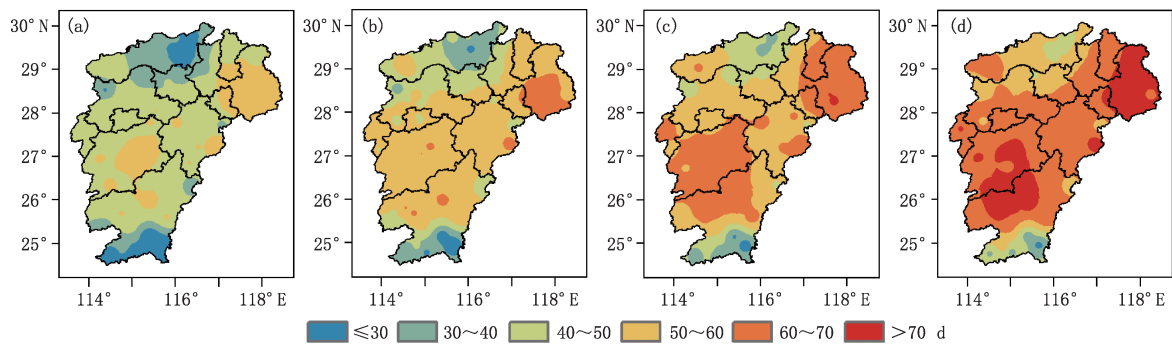 (a) (b) (c) (d)
30° N 30° N 30° N 30° N
29° 29° 29° 29°
28° 28° 28° 28°
27° 27° 27° 27°
26° 26° 26° 26°
25° 25° 25° 25°
114° 116° 118° E 114° 116° 118° E 114° 116° 118° E 114° 116° 118° E
≤30 30～40 40～50 50～60 60～70 >70 d